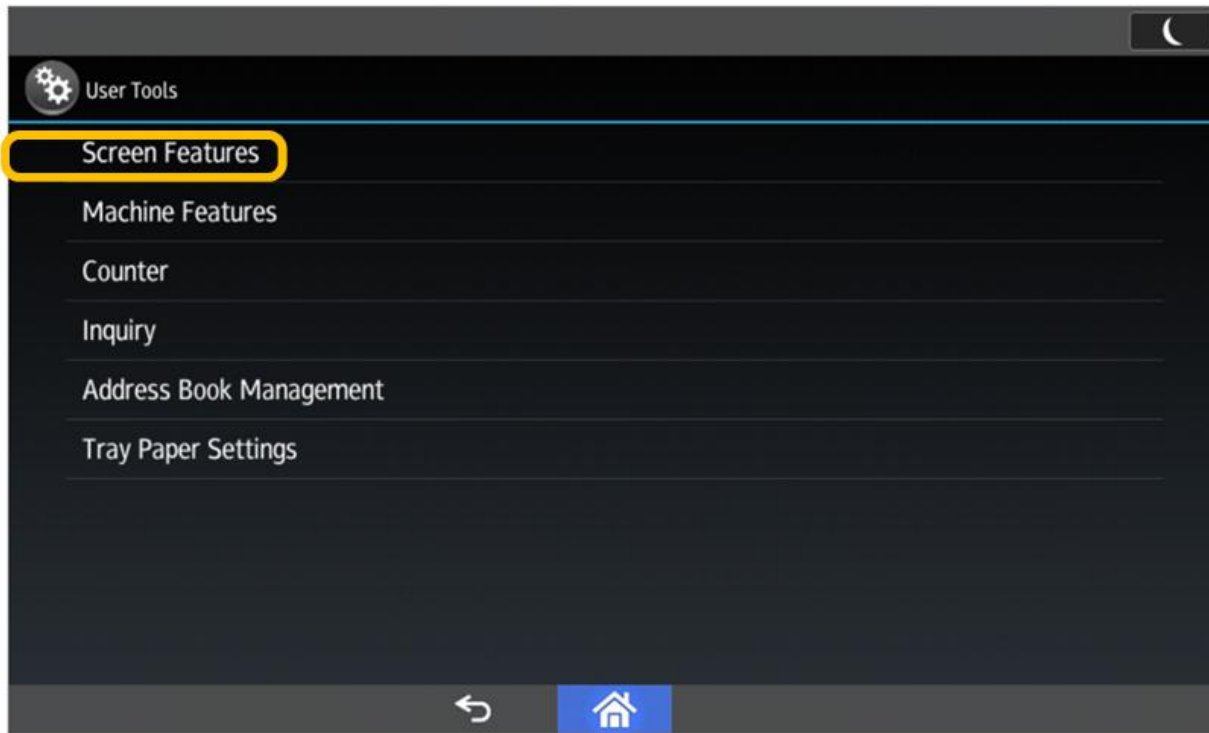 User Tools
Screen Features
Machine Features
Counter
Inquiry
Address Book Management
Tray Paper Settings